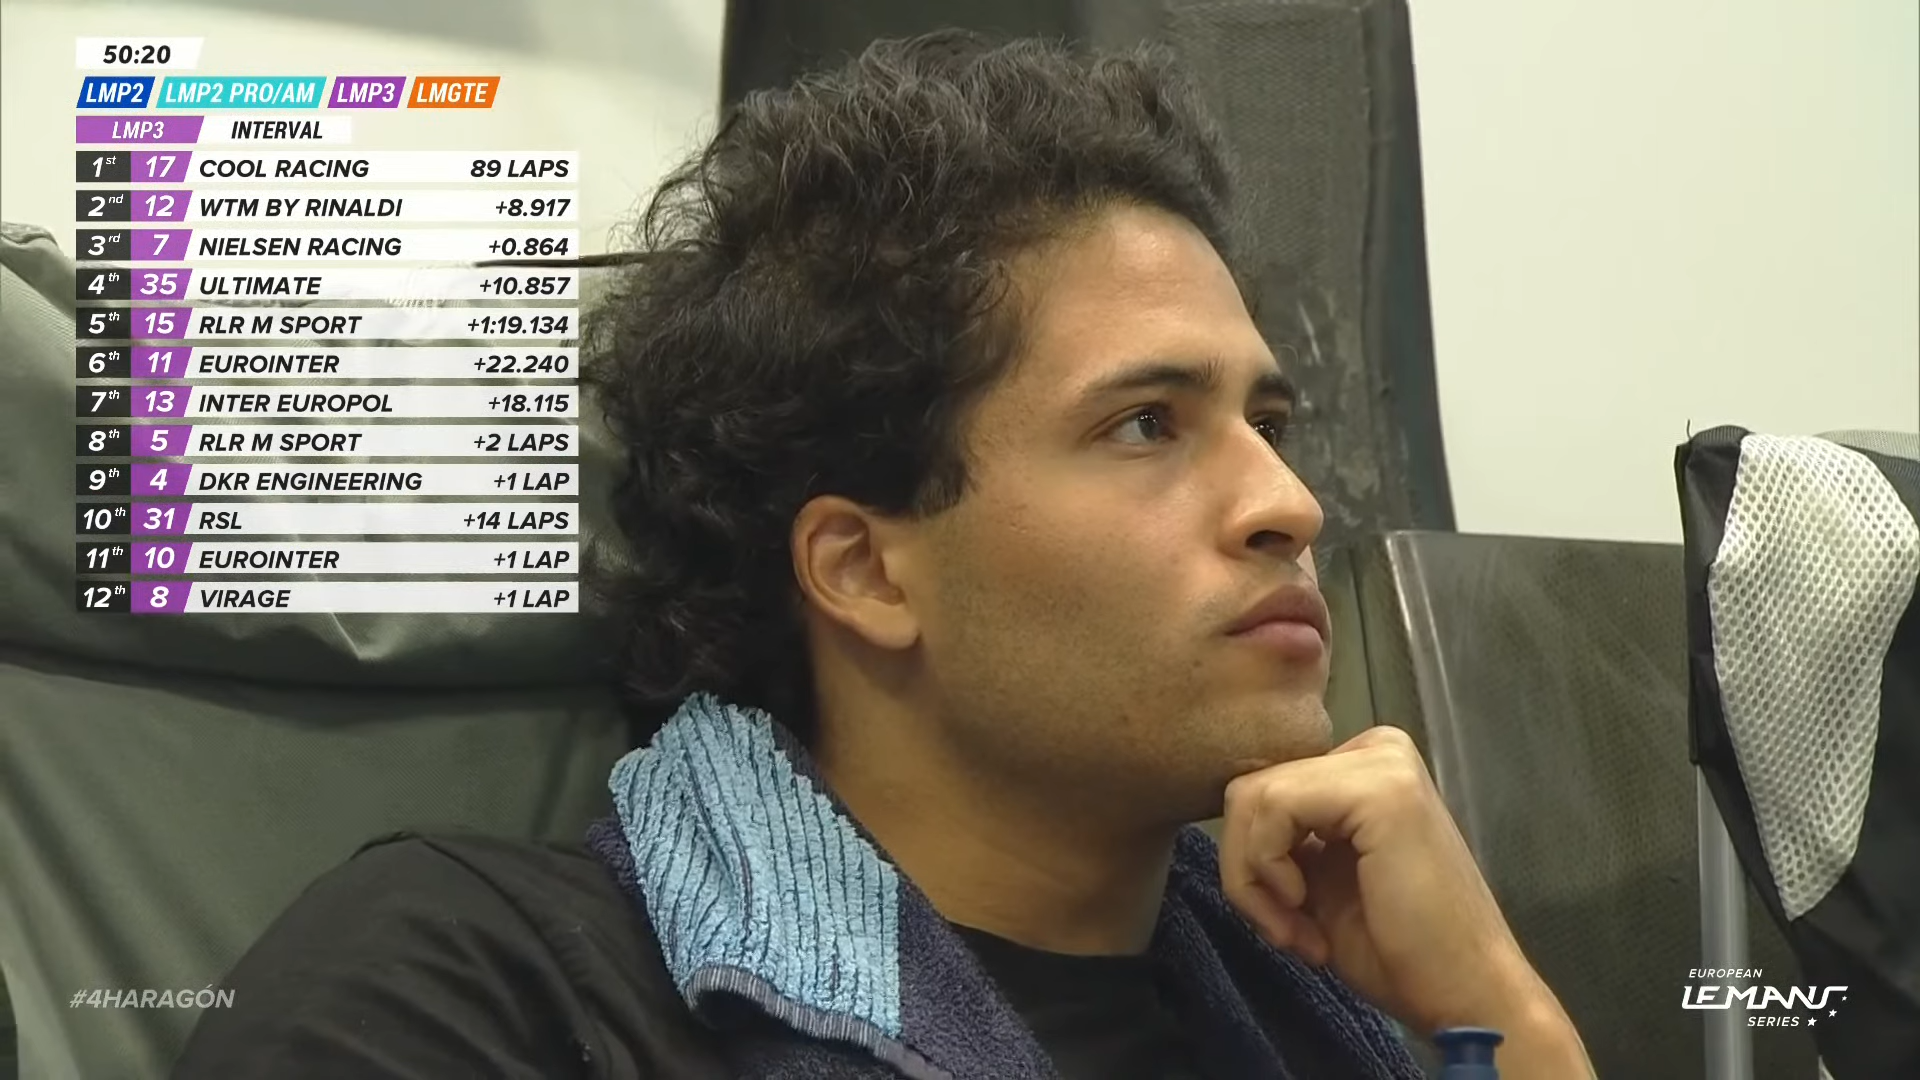 50:20
LMP2 LMP2 PRO/AM LMP3 LMGTE
LMP3 INTERVAL
1st 17 COOL RACING 89 LAPS
2nd 12 WTM BY RINALDI +8.917
3rd 7 NIELSEN RACING +0.864
4th 35 ULTIMATE +10.857
5th 15 RLR M SPORT +1:19.134
6th 11 EUROINTER +22.240
7th 13 INTER EUROPOL +18.115
8th 5 RLR M SPORT +2 LAPS
9th 4 DKR ENGINEERING +1 LAP
10th 31 RSL +14 LAPS
11th 10 EUROINTER +1 LAP
12th 8 VIRAGE +1 LAP
#4HARAGÓN
EUROPEAN
LEMANS
SERIES